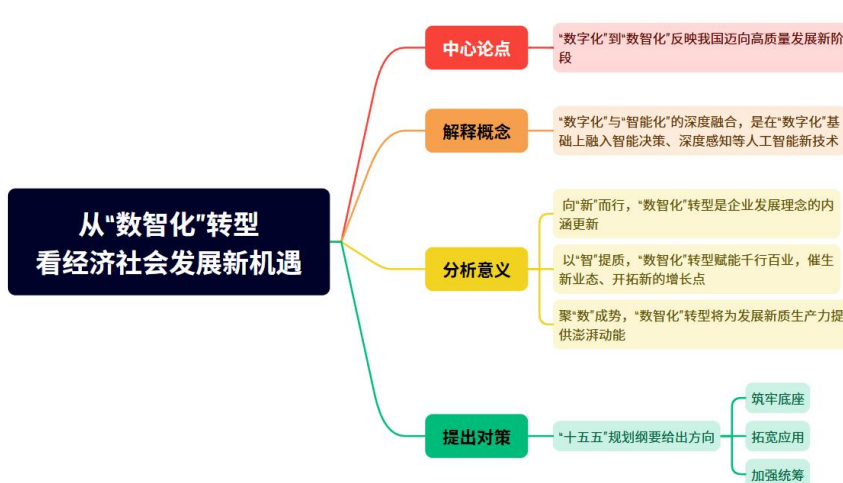 从“数智化”转型
看经济社会发展新机遇
中心论点
“数字化”到“数智化”反映我国迈向高质量发展新阶
段
解释概念
“数字化”与“智能化”的深度融合，是在“数字化”基
础上融入智能决策、深度感知等人工智能新技术
分析意义
向“新”而行，“数智化”转型是企业发展理念的内
涵更新
以“智”提质，“数智化”转型赋能千行百业，催生
新业态、开拓新的增长点
聚“数”成势，“数智化”转型将为发展新质生产力提
供澎湃动能
提出对策
“十五五”规划纲要给出方向
筑牢底座
拓宽应用
加强统筹